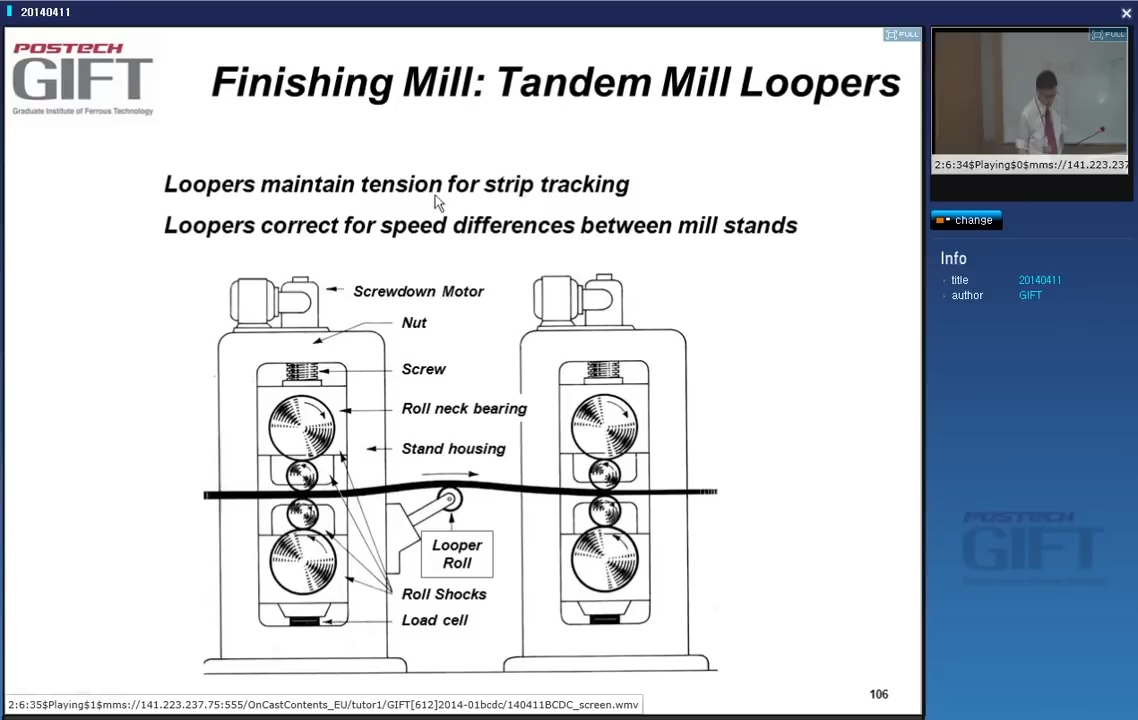 20140411
FULL
POSTECH
GIFT
Graduate Institute of Ferrous Technology
Finishing Mill: Tandem Mill Loopers
Loopers maintain tension for strip tracking
Loopers correct for speed differences between mill stands
Screwdown Motor
Nut
Screw
Roll neck bearing
Stand housing
Looper
Roll
Roll Shocks
Load cell
106
2:6:35$Playing$1$mms://141.223.237.75:555/OnCastContents_EU/tutor1/GIFT[612]2014-01bcdc/140411BCDC_screen.wmv
FULL
2:6:34$Playing$0$mms://141.223.237
change
Info
title 20140411
author GIFT
POSTECH
GIFT